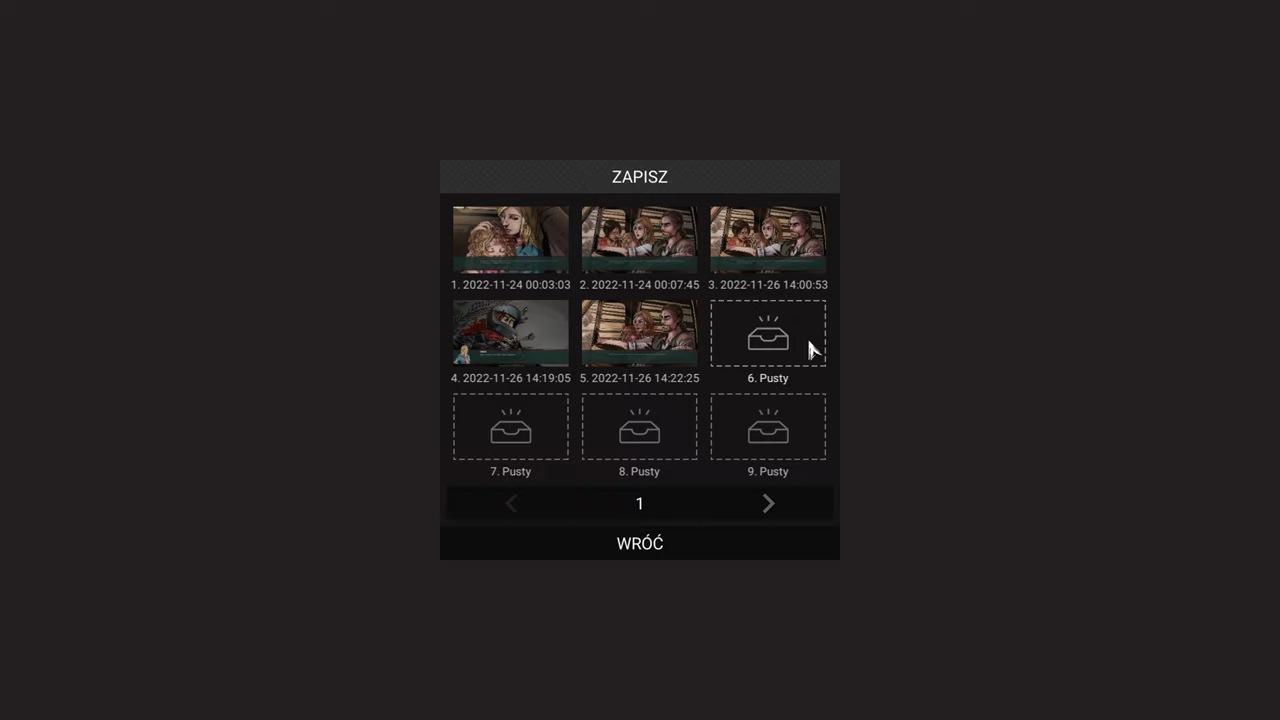 ZAPISZ
1. 2022-11-24 00:03:03
2. 2022-11-24 00:07:45
3. 2022-11-26 14:00:53
4. 2022-11-26 14:19:05
5. 2022-11-26 14:22:25
6. Pusty
7. Pusty
8. Pusty
9. Pusty
1
WRÓĆ